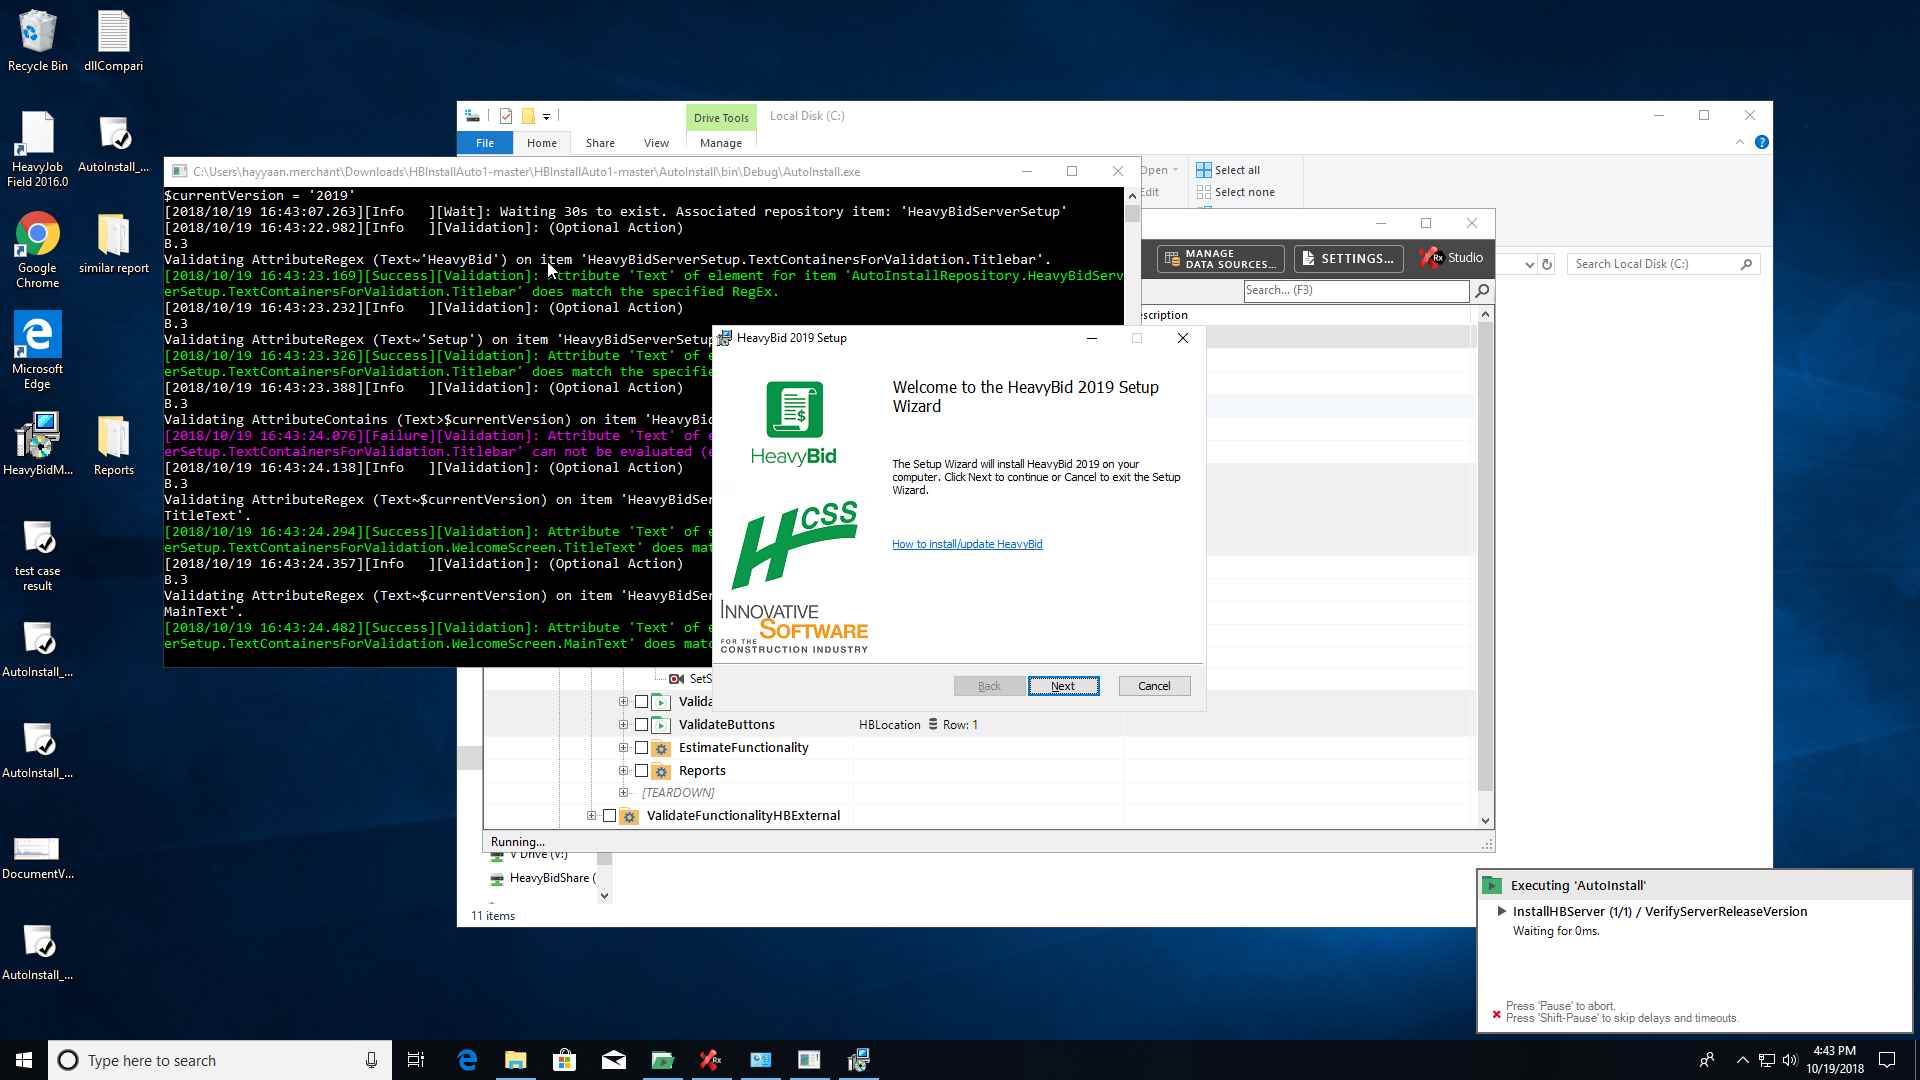 Recycle Bin
dllCompari
HeavyJob
Field 2016.0
AutoInstall_...
Google
Chrome
similar report
Microsoft
Edge
HeavyBidM...
Reports
test case
result
AutoInstall_...
AutoInstall_...
DocumentV...
AutoInstall_...
Drive Tools
Local Disk (C:)
File
Home
Share
View
Manage
Open
Edit
Select all
Select none
Search Local Disk (C:)
C:\Users\hayyaan.merchant\Downloads\HBInstallAuto1-master\HBInstallAuto1-master\AutoInstall\bin\Debug\AutoInstall.exe
$currentVersion = '2019'
[2018/10/19 16:43:07.263][Info   ][Wait]: Waiting 30s to exist. Associated repository item: 'HeavyBidServerSetup'
[2018/10/19 16:43:22.982][Info   ][Validation]: (Optional Action)
B.3
Validating AttributeRegex (Text~'HeavyBid') on item 'HeavyBidServerSetup.TextContainersForValidation.Titlebar'.
[2018/10/19 16:43:23.169][Success][Validation]: Attribute 'Text' of element for item 'AutoInstallRepository.HeavyBidServ
erSetup.TextContainersForValidation.Titlebar' does match the specified RegEx.
[2018/10/19 16:43:23.232][Info   ][Validation]: (Optional Action)
B.3
Validating AttributeRegex (Text~'Setup') on item 'HeavyBidServerSetup
[2018/10/19 16:43:23.326][Success][Validation]: Attribute 'Text' of e
erSetup.TextContainersForValidation.Titlebar' does match the specifie
[2018/10/19 16:43:23.388][Info   ][Validation]: (Optional Action)
B.3
Validating AttributeContains (Text>$currentVersion) on item 'HeavyBid
[2018/10/19 16:43:24.076][Failure][Validation]: Attribute 'Text' of e
erSetup.TextContainersForValidation.Titlebar' can not be evaluated (e
[2018/10/19 16:43:24.138][Info   ][Validation]: (Optional Action)
B.3
Validating AttributeRegex (Text~$currentVersion) on item 'HeavyBidSer
TitleText'.
[2018/10/19 16:43:24.294][Success][Validation]: Attribute 'Text' of e
erSetup.TextContainersForValidation.WelcomeScreen.TitleText' does mat
[2018/10/19 16:43:24.357][Info   ][Validation]: (Optional Action)
B.3
Validating AttributeRegex (Text~$currentVersion) on item 'HeavyBidSer
MainText'.
[2018/10/19 16:43:24.482][Success][Validation]: Attribute 'Text' of e
erSetup.TextContainersForValidation.WelcomeScreen.MainText' does matc
MANAGE
DATA SOURCES...
SETTINGS...
Rx Studio
Search... (F3)
scription
HeavyBid 2019 Setup
HeavyBid
HCSS
INNOVATIVE
SOFTWARE
FOR THE
CONSTRUCTION INDUSTRY
Welcome to the HeavyBid 2019 Setup
Wizard
The Setup Wizard will install HeavyBid 2019 on your
computer. Click Next to continue or Cancel to exit the Setup
Wizard.
How to install/update HeavyBid
Back
Next
Cancel
SetS
Valida
ValidateButtons
HBLocation
Row: 1
EstimateFunctionality
Reports
[TEARDOWN]
ValidateFunctionalityHBExternal
Running...
V Drive (V:)
HeavyBidShare (
11 items
Executing 'AutoInstall'
InstallHBServer (1/1) / VerifyServerReleaseVersion
Waiting for 0ms.
Press 'Pause' to abort.
Press 'Shift-Pause' to skip delays and timeouts.
Type here to search
4:43 PM
10/19/2018